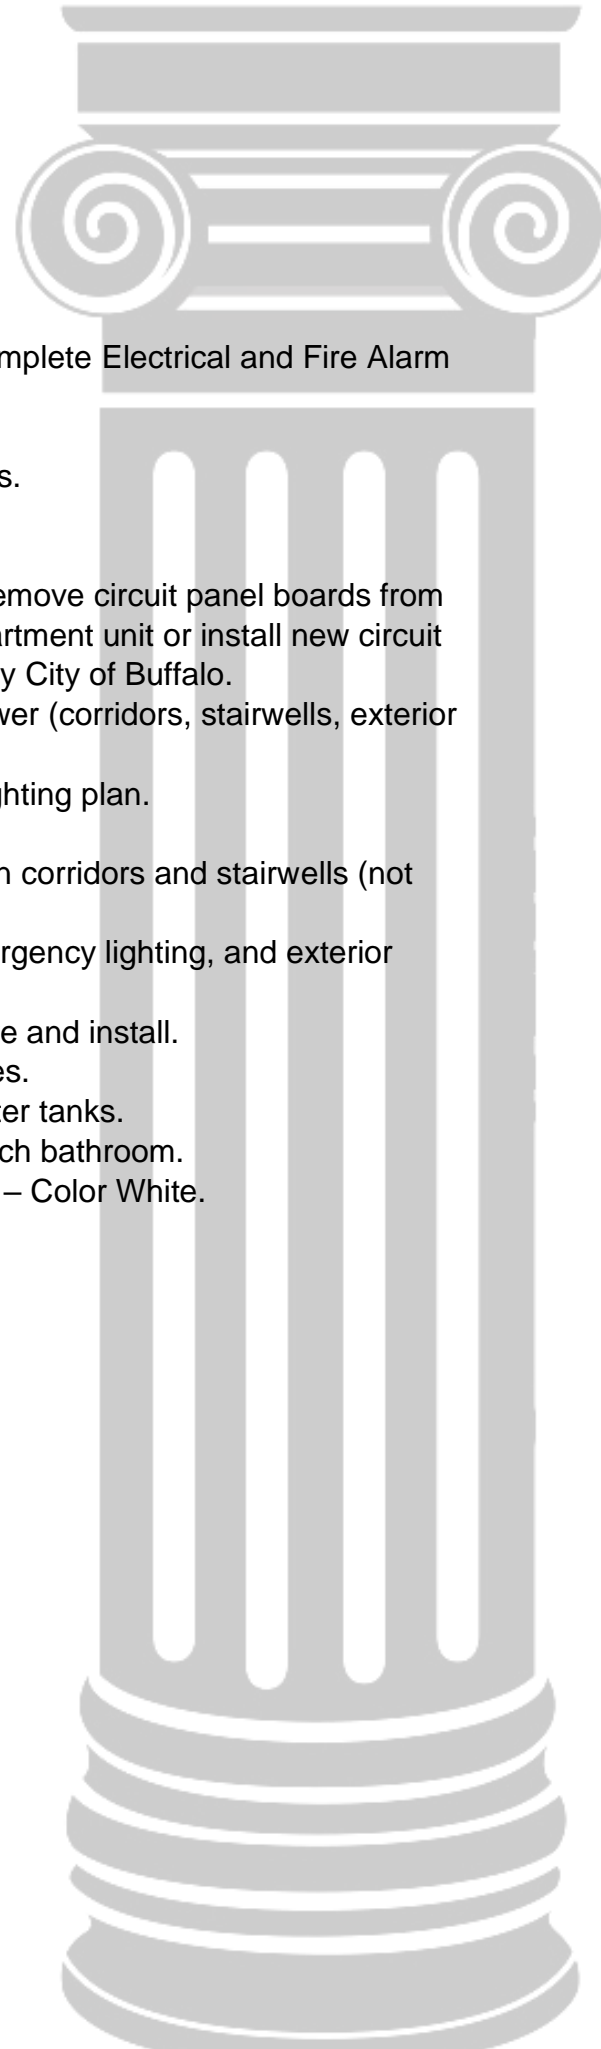 mplete Electrical and Fire Alarm
s.
emove circuit panel boards from
artment unit or install new circuit
y City of Buffalo.
wer (corridors, stairwells, exterior
ghting plan.
n corridors and stairwells (not
rgency lighting, and exterior
e and install.
es.
ter tanks.
ch bathroom.
– Color White.